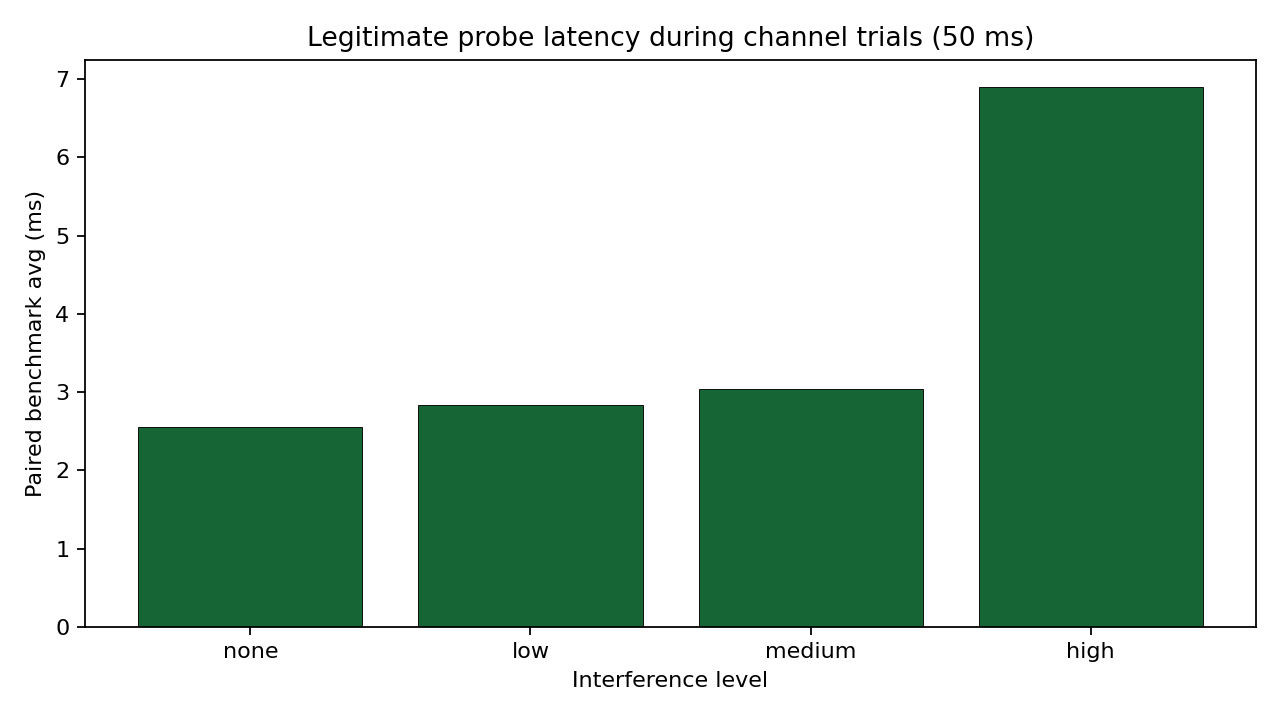 Legitimate probe latency during channel trials (50 ms)
Paired benchmark avg (ms)
7
6
5
4
3
2
1
0
none
low
medium
high
Interference level